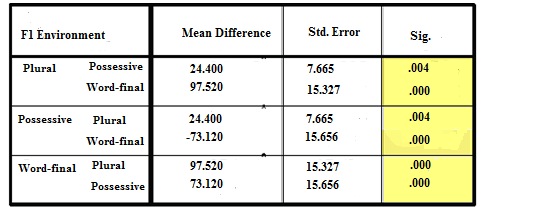 F1 Environment Mean Difference Std. Error Sig.
Plural Possessive 24.400 7.665 .004
Word-final 97.520 15.327 .000
Possessive Plural 24.400 7.665 .004
Word-final -73.120 15.656 .000
Word-final Plural 97.520 15.327 .000
Possessive 73.120 15.656 .000